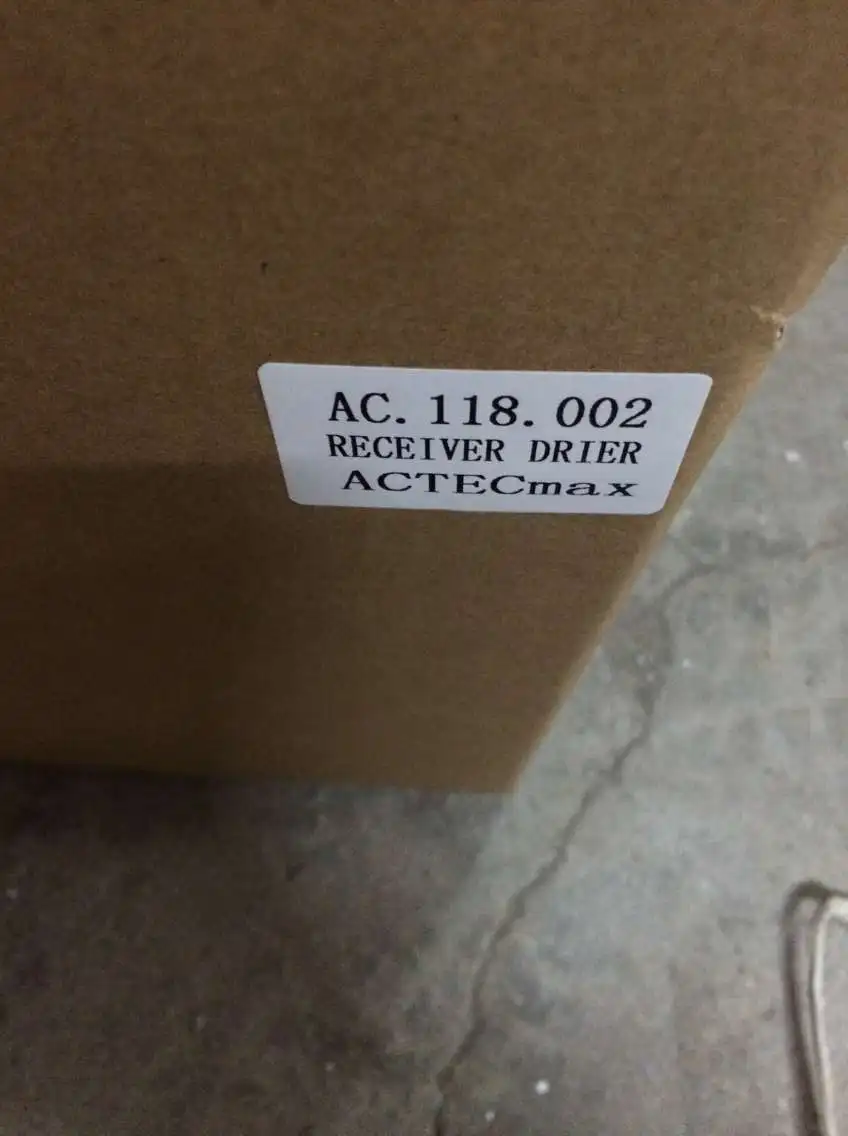 AC. 118. 002
RECEIVER DRIER
ACTECmax